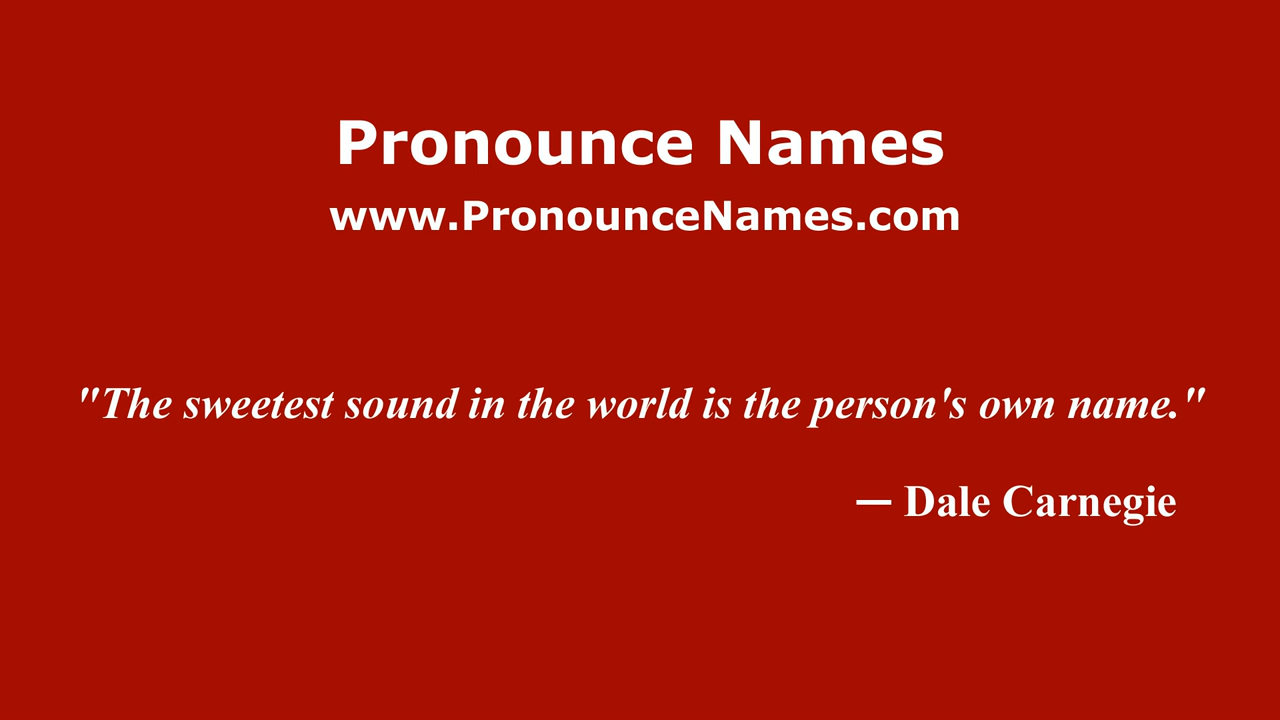 Pronounce Names
www.PronounceNames.com
"The sweetest sound in the world is the person's own name."
— Dale Carnegie